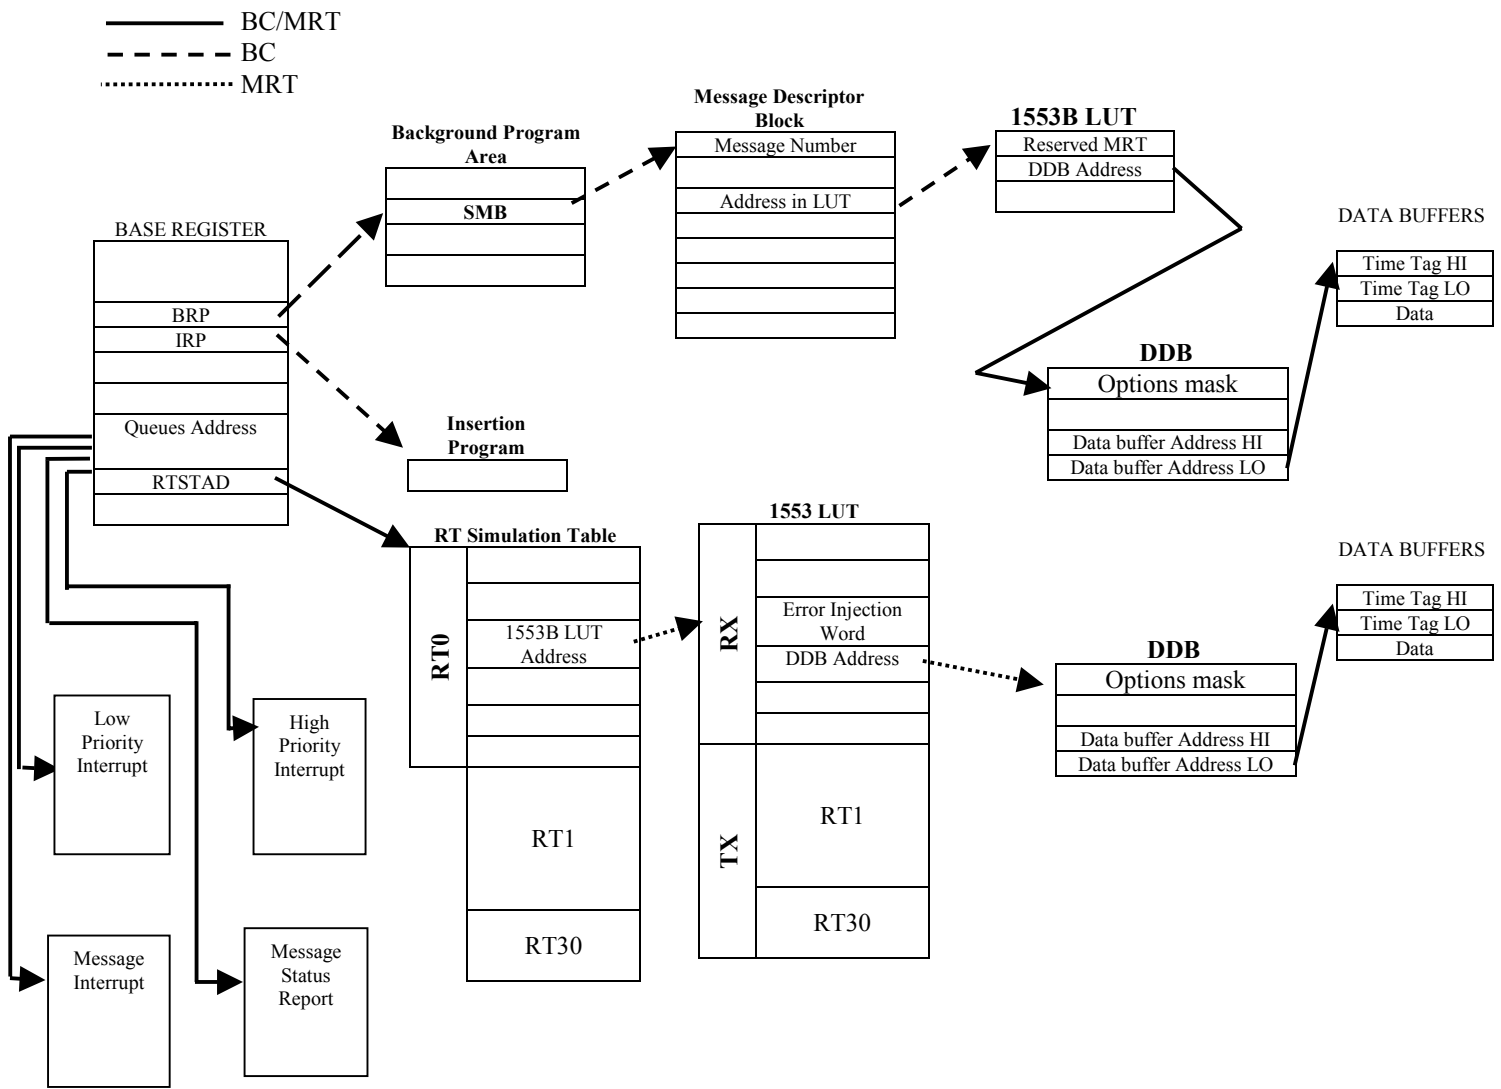 BC/MRT
BC
MRT
Message Descriptor
Block
Message Number
Address in LUT
1553B LUT
Reserved MRT
DDB Address
Background Program
Area
SMB
DATA BUFFERS
Time Tag HI
Time Tag LO
Data
BASE REGISTER
BRP
IRP
Queues Address
RTSTAD
DDB
Options mask
Data buffer Address HI
Data buffer Address LO
Insertion
Program
RT Simulation Table
RT0
1553B LUT
Address
RT1
RT30
1553 LUT
RX
Error Injection
Word
DDB Address
TX
RT1
RT30
DATA BUFFERS
Time Tag HI
Time Tag LO
Data
DDB
Options mask
Data buffer Address HI
Data buffer Address LO
Low
Priority
Interrupt
High
Priority
Interrupt
Message
Interrupt
Message
Status
Report